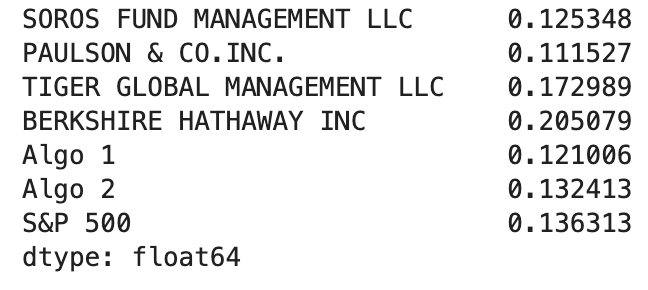 SOROS FUND MANAGEMENT LLC 0.125348
PAULSON & CO.INC. 0.111527
TIGER GLOBAL MANAGEMENT LLC 0.172989
BERKSHIRE HATHAWAY INC 0.205079
Algo 1 0.121006
Algo 2 0.132413
S&P 500 0.136313
dtype: float64